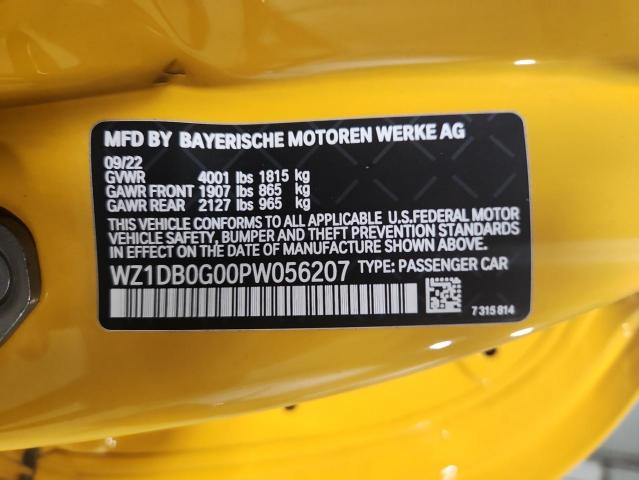 MFD BY BAYERISCHE MOTOREN WERKE AG
09/22
GVWR 4001 lbs 1815 kg
GAWR FRONT 1907 lbs 865 kg
GAWR REAR 2127 lbs 965 kg
THIS VEHICLE CONFORMS TO ALL APPLICABLE U.S.FEDERAL MOTOR
VEHICLE SAFETY, BUMPER AND THEFT PREVENTION STANDARDS
IN EFFECT ON THE DATE OF MANUFACTURE SHOWN ABOVE.
WZ1DB0G00PW056207 TYPE: PASSENGER CAR
7 315 814